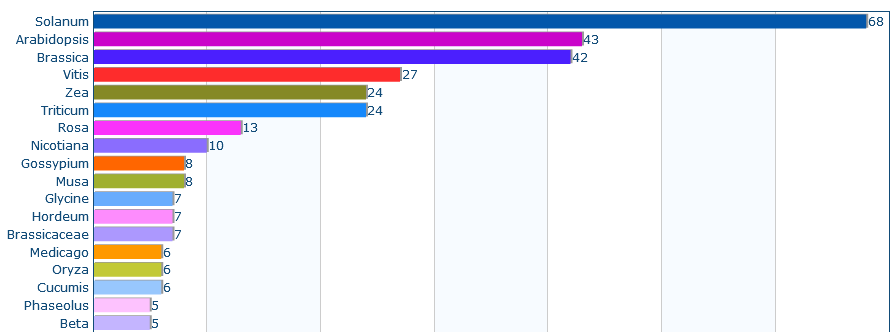 Solanum 68
Arabidopsis 43
Brassica 42
Vitis 27
Zea 24
Triticum 24
Rosa 13
Nicotiana 10
Gossypium 8
Musa 8
Glycine 7
Hordeum 7
Brassicaceae 7
Medicago 6
Oryza 6
Cucumis 6
Phaseolus 5
Beta 5